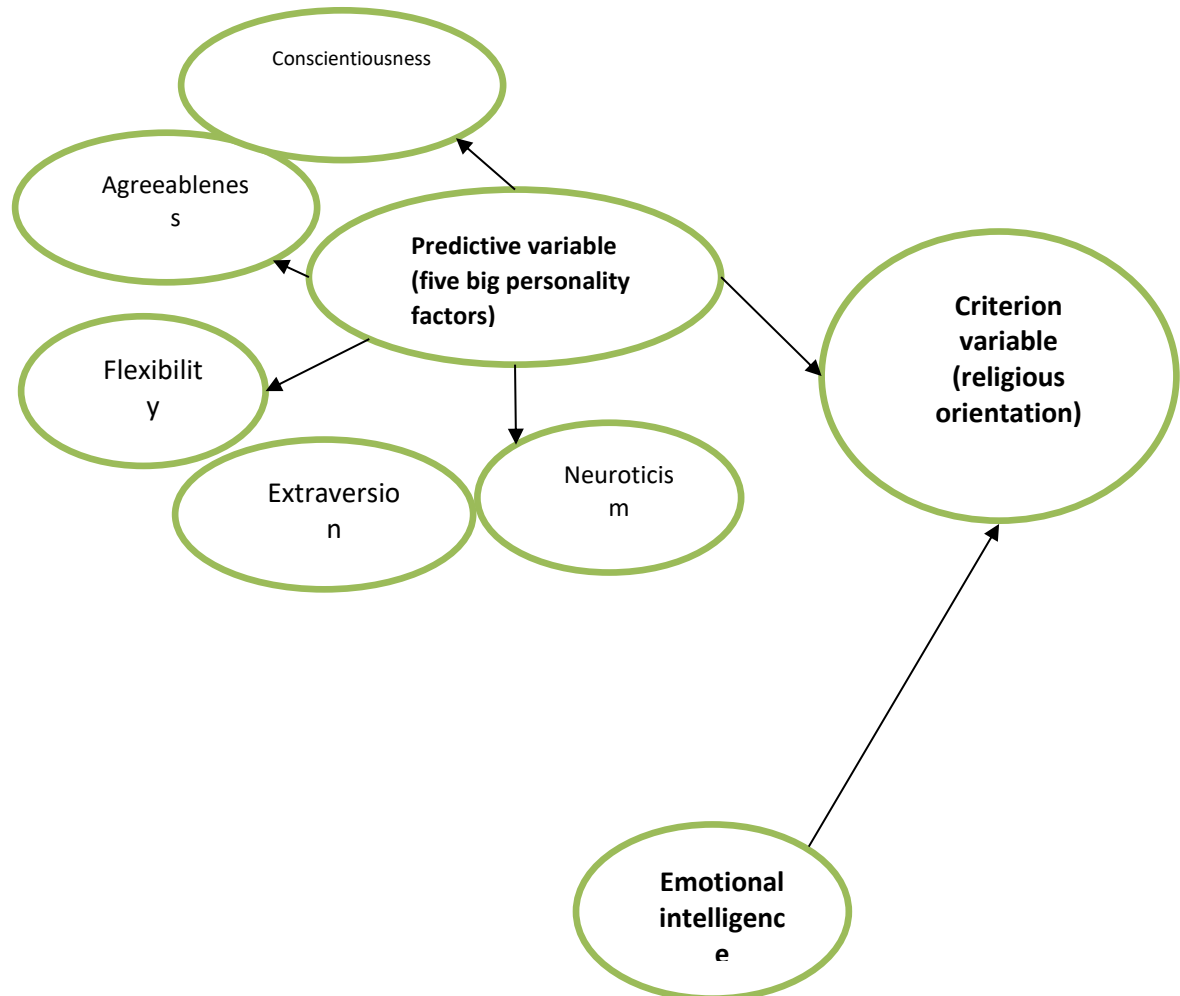 Conscientiousness
Agreeablenes
s
Predictive variable
(five big personality
factors)
Criterion
variable
(religious
orientation)
Flexibilit
y
Extraversio
n
Neuroticis
m
Emotional
intelligenc
e